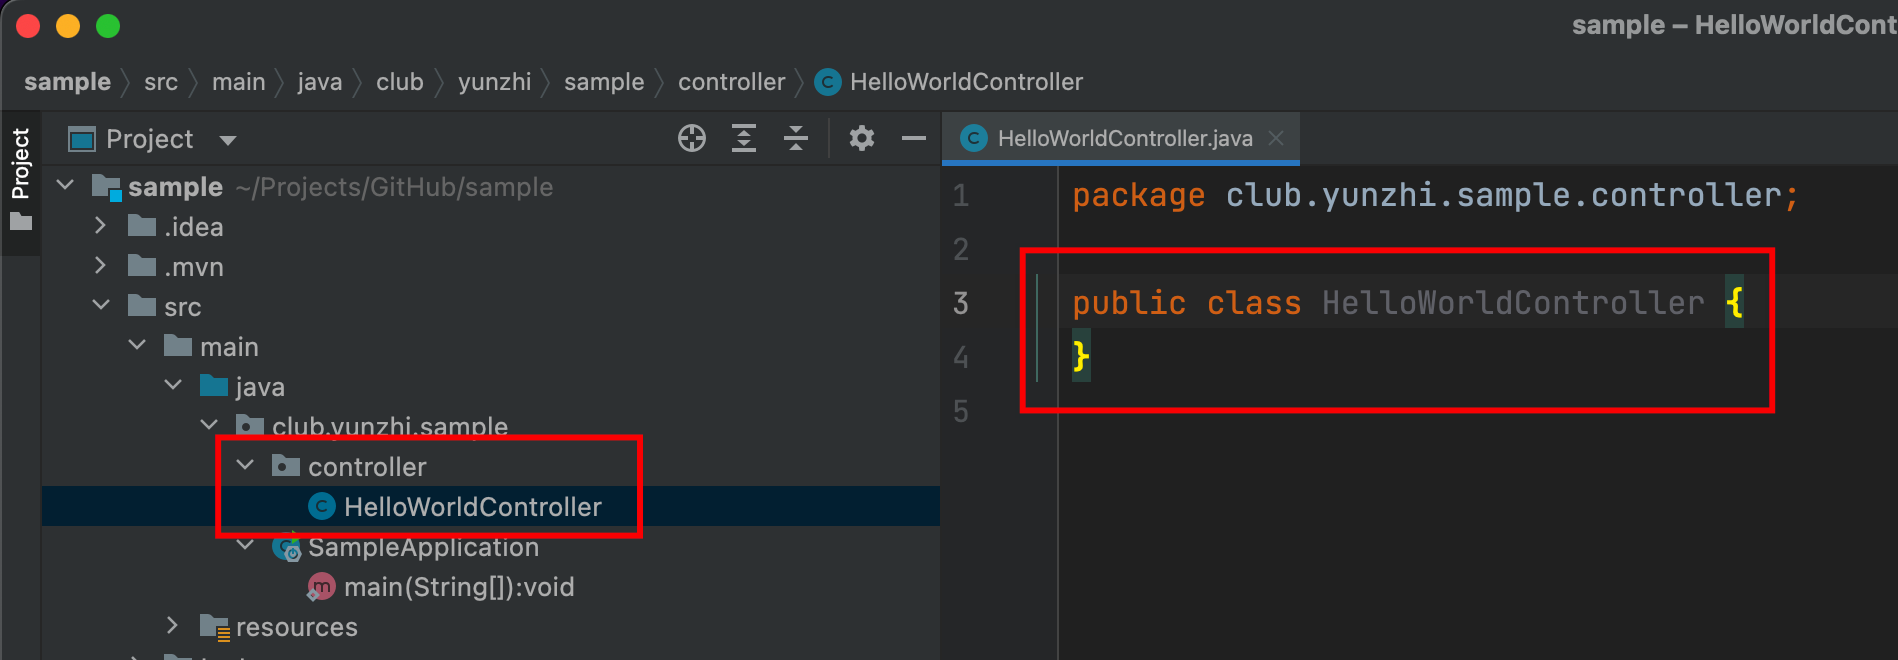 sample – HelloWorldCont
sample src main java club yunzhi sample controller HelloWorldController
Project
Project
HelloWorldController.java
sample ~/Projects/GitHub/sample
.idea
.mvn
src
main
java
club.yunzhi.sample
controller
HelloWorldController
SampleApplication
main(String[]):void
resources
1 package club.yunzhi.sample.controller;
2
3 public class HelloWorldController {
4 }
5